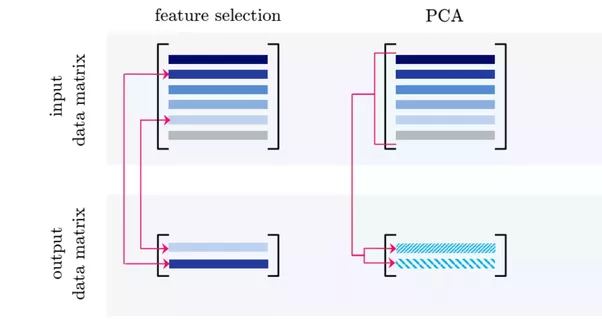 feature selection
PCA
input
data matrix
output
data matrix